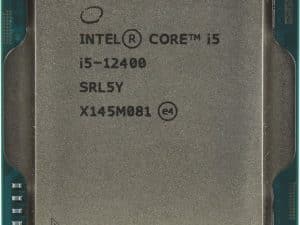 INTEL® CORE™ i5
i5-12400
SRL5Y
X145M081 e4